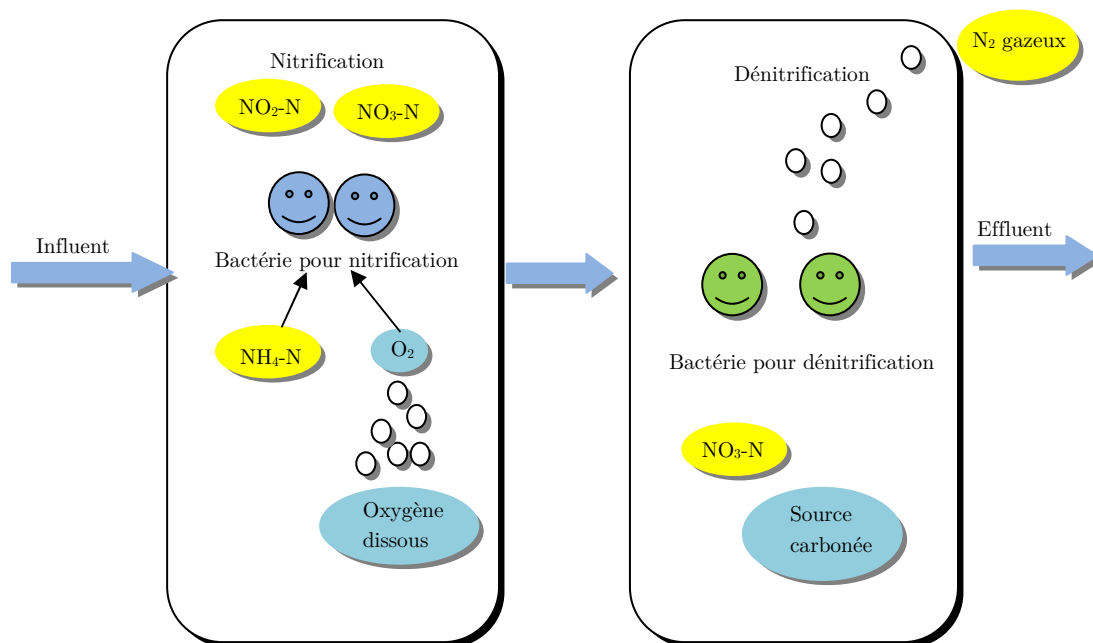 Nitrification
NO₂-N
NO₃-N
Influent
Bactérie pour nitrification
NH₄-N
O₂
Oxygène
dissous
N₂ gazeux
Dénitrification
Effluent
Bactérie pour dénitrification
NO₃-N
Source
carbonée